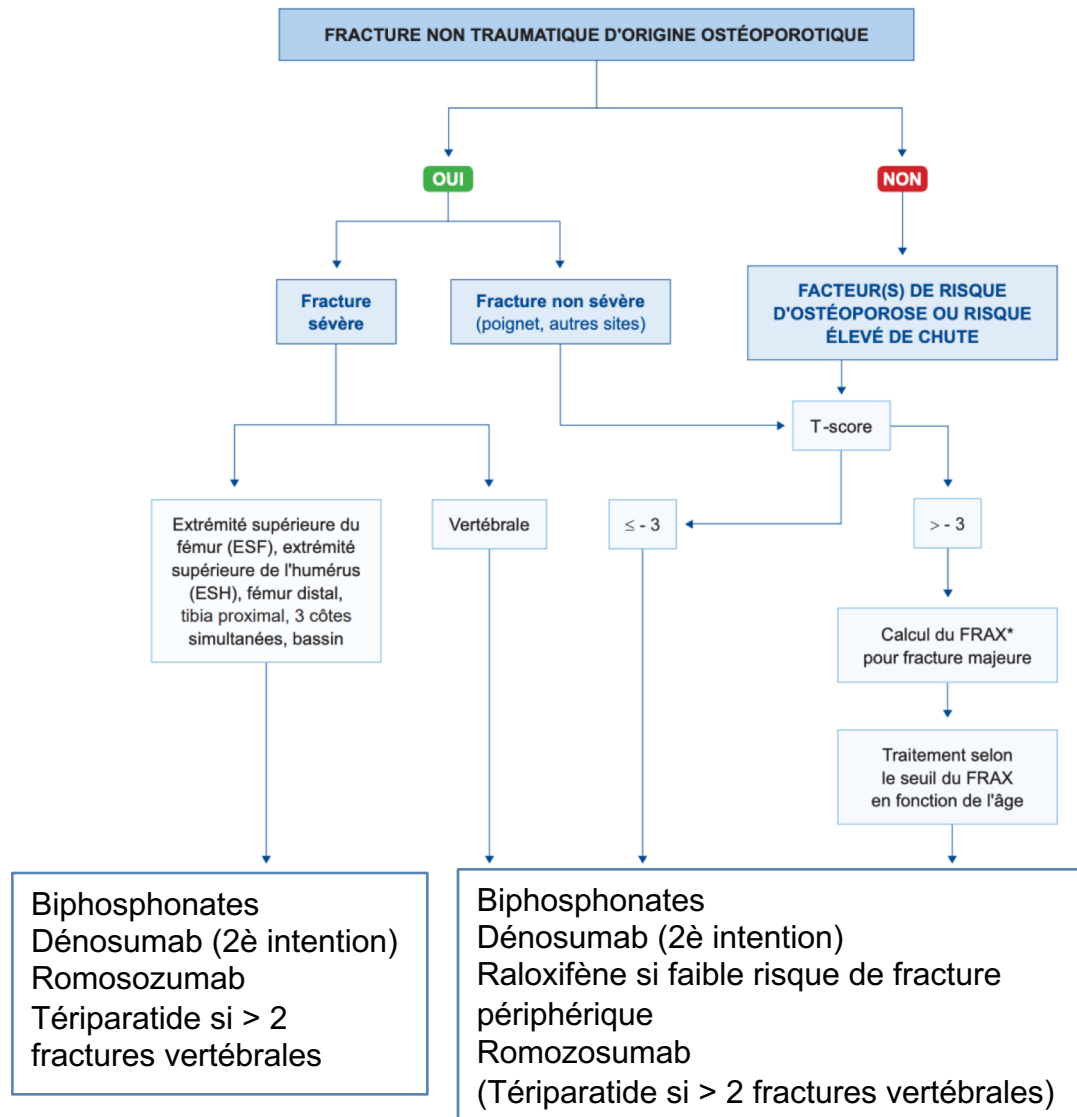 FRACTURE NON TRAUMATIQUE D'ORIGINE OSTÉOPOROTIQUE
OUI
NON
Fracture
sévère
Fracture non sévère
(poignet, autres sites)
FACTEUR(S) DE RISQUE
D'OSTÉOPOROSE OU RISQUE
ÉLEVÉ DE CHUTE
T-score
Extrémité supérieure du
fémur (ESF), extrémité
supérieure de l'humérus
(ESH), fémur distal,
tibia proximal, 3 côtes
simultanées, bassin
Vertébrale
≤ - 3
> - 3
Calcul du FRAX*
pour fracture majeure
Traitement selon
le seuil du FRAX
en fonction de l'âge
Biphosphonates
Dénosumab (2è intention)
Romosozumab
Tériparatide si > 2
fractures vertébrales
Biphosphonates
Dénosumab (2è intention)
Raloxifène si faible risque de fracture
périphérique
Romozosumab
(Tériparatide si > 2 fractures vertébrales)